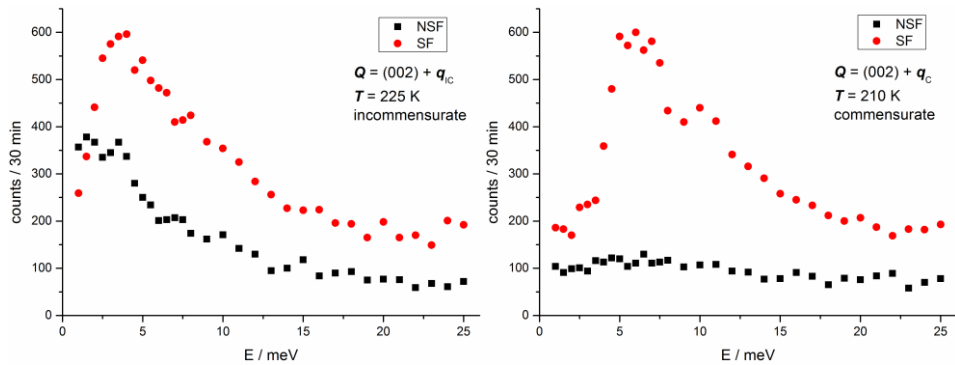 NSF
SF
Q = (002) + qIC
T = 225 K
incommensurate
counts / 30 min
600
500
400
300
200
100
0
0 5 10 15 20 25
E / meV
NSF
SF
Q = (002) + qC
T = 210 K
commensurate
counts / 30 min
600
500
400
300
200
100
0
0 5 10 15 20 25
E / meV